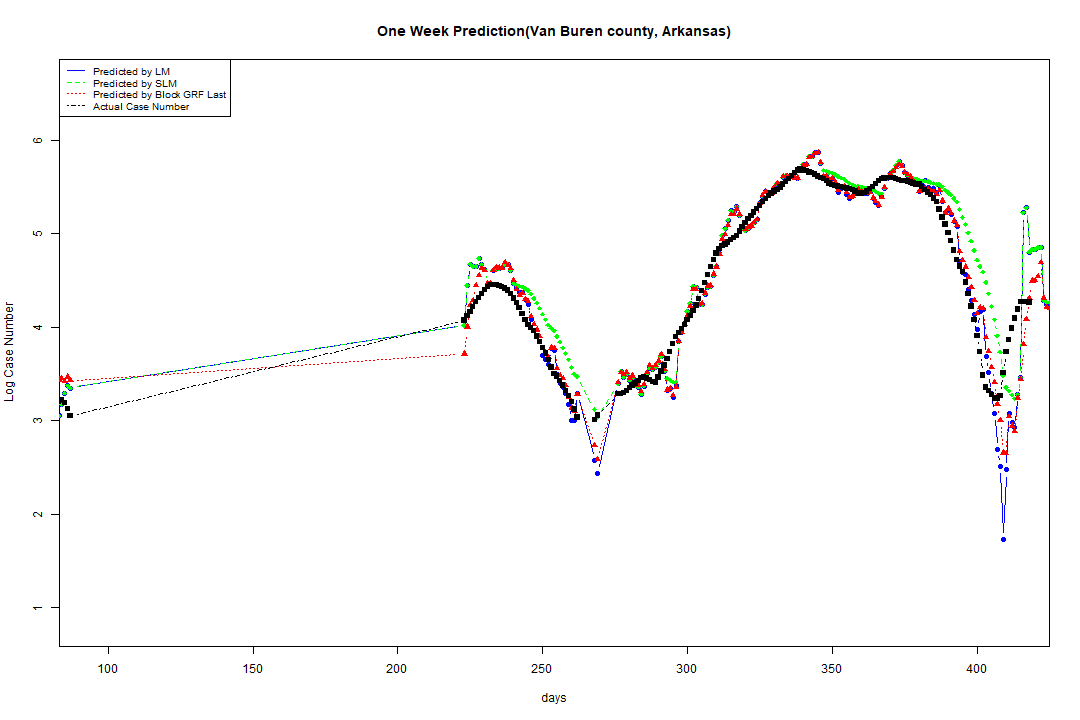 One Week Prediction(Van Buren county, Arkansas)
Predicted by LM
Predicted by SLM
Predicted by Block GRF Last
Actual Case Number
6
5
4
3
2
1
Log Case Number
100 150 200 250 300 350 400
days